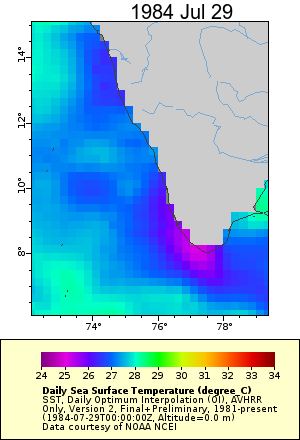 1984 Jul 29
14°
12°
10°
8°
74°
76°
78°
24 25 26 27 28 29 30 31 32 33 34
Daily Sea Surface Temperature (degree_C)
SST, Daily Optimum Interpolation (OI), AVHRR
Only, Version 2, Final+Preliminary, 1981-present
(1984-07-29T00:00:00Z, Altitude=0.0 m)
Data courtesy of NOAA NCEI